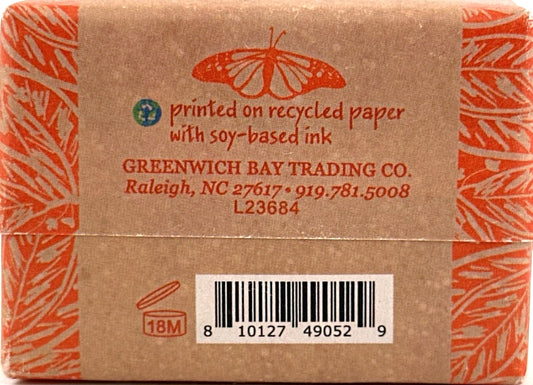 printed on recycled paper
with soy-based ink
GREENWICH BAY TRADING CO.
Raleigh, NC 27617 • 919.781.5008
L23684
18M
8 10127 49052 9